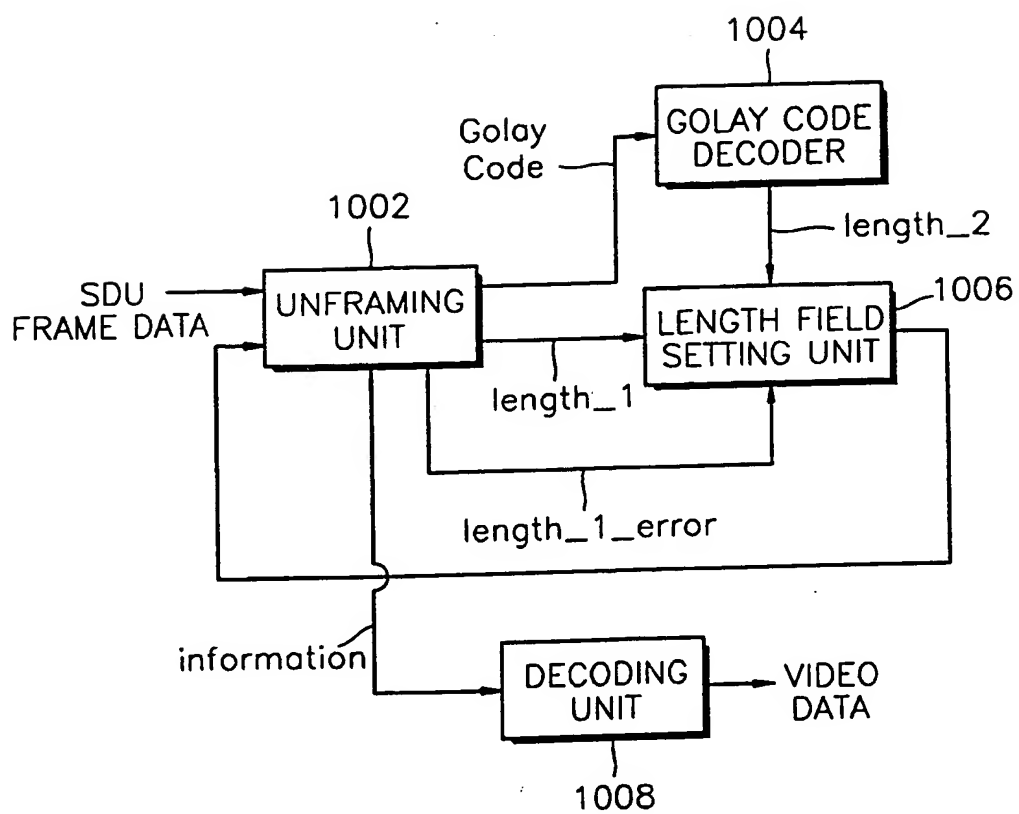 1004
GOLAY CODE
DECODER
Golay
Code
length_2
1002
SDU
FRAME DATA
UNFRAMING
UNIT
1006
LENGTH FIELD
SETTING UNIT
length_1
length_1_error
information
DECODING
UNIT
VIDEO
DATA
1008